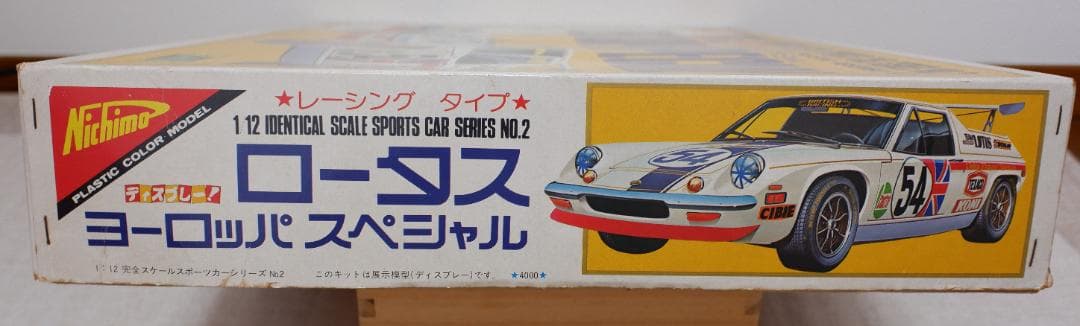 Nichimo
PLASTIC COLOR MODEL
★レーシング タイプ★
1 12 IDENTICAL SCALE SPORTS CAR SERIES NO.2
ディスプレー!
ロータス
ヨーロッパ スペシャル
1:12 完全スケールスポーツカーシリーズ No2 このキットは展示模型(ディスプレー)です。 ★4000★
54
CIBIE
54
LOTUS
MOMO